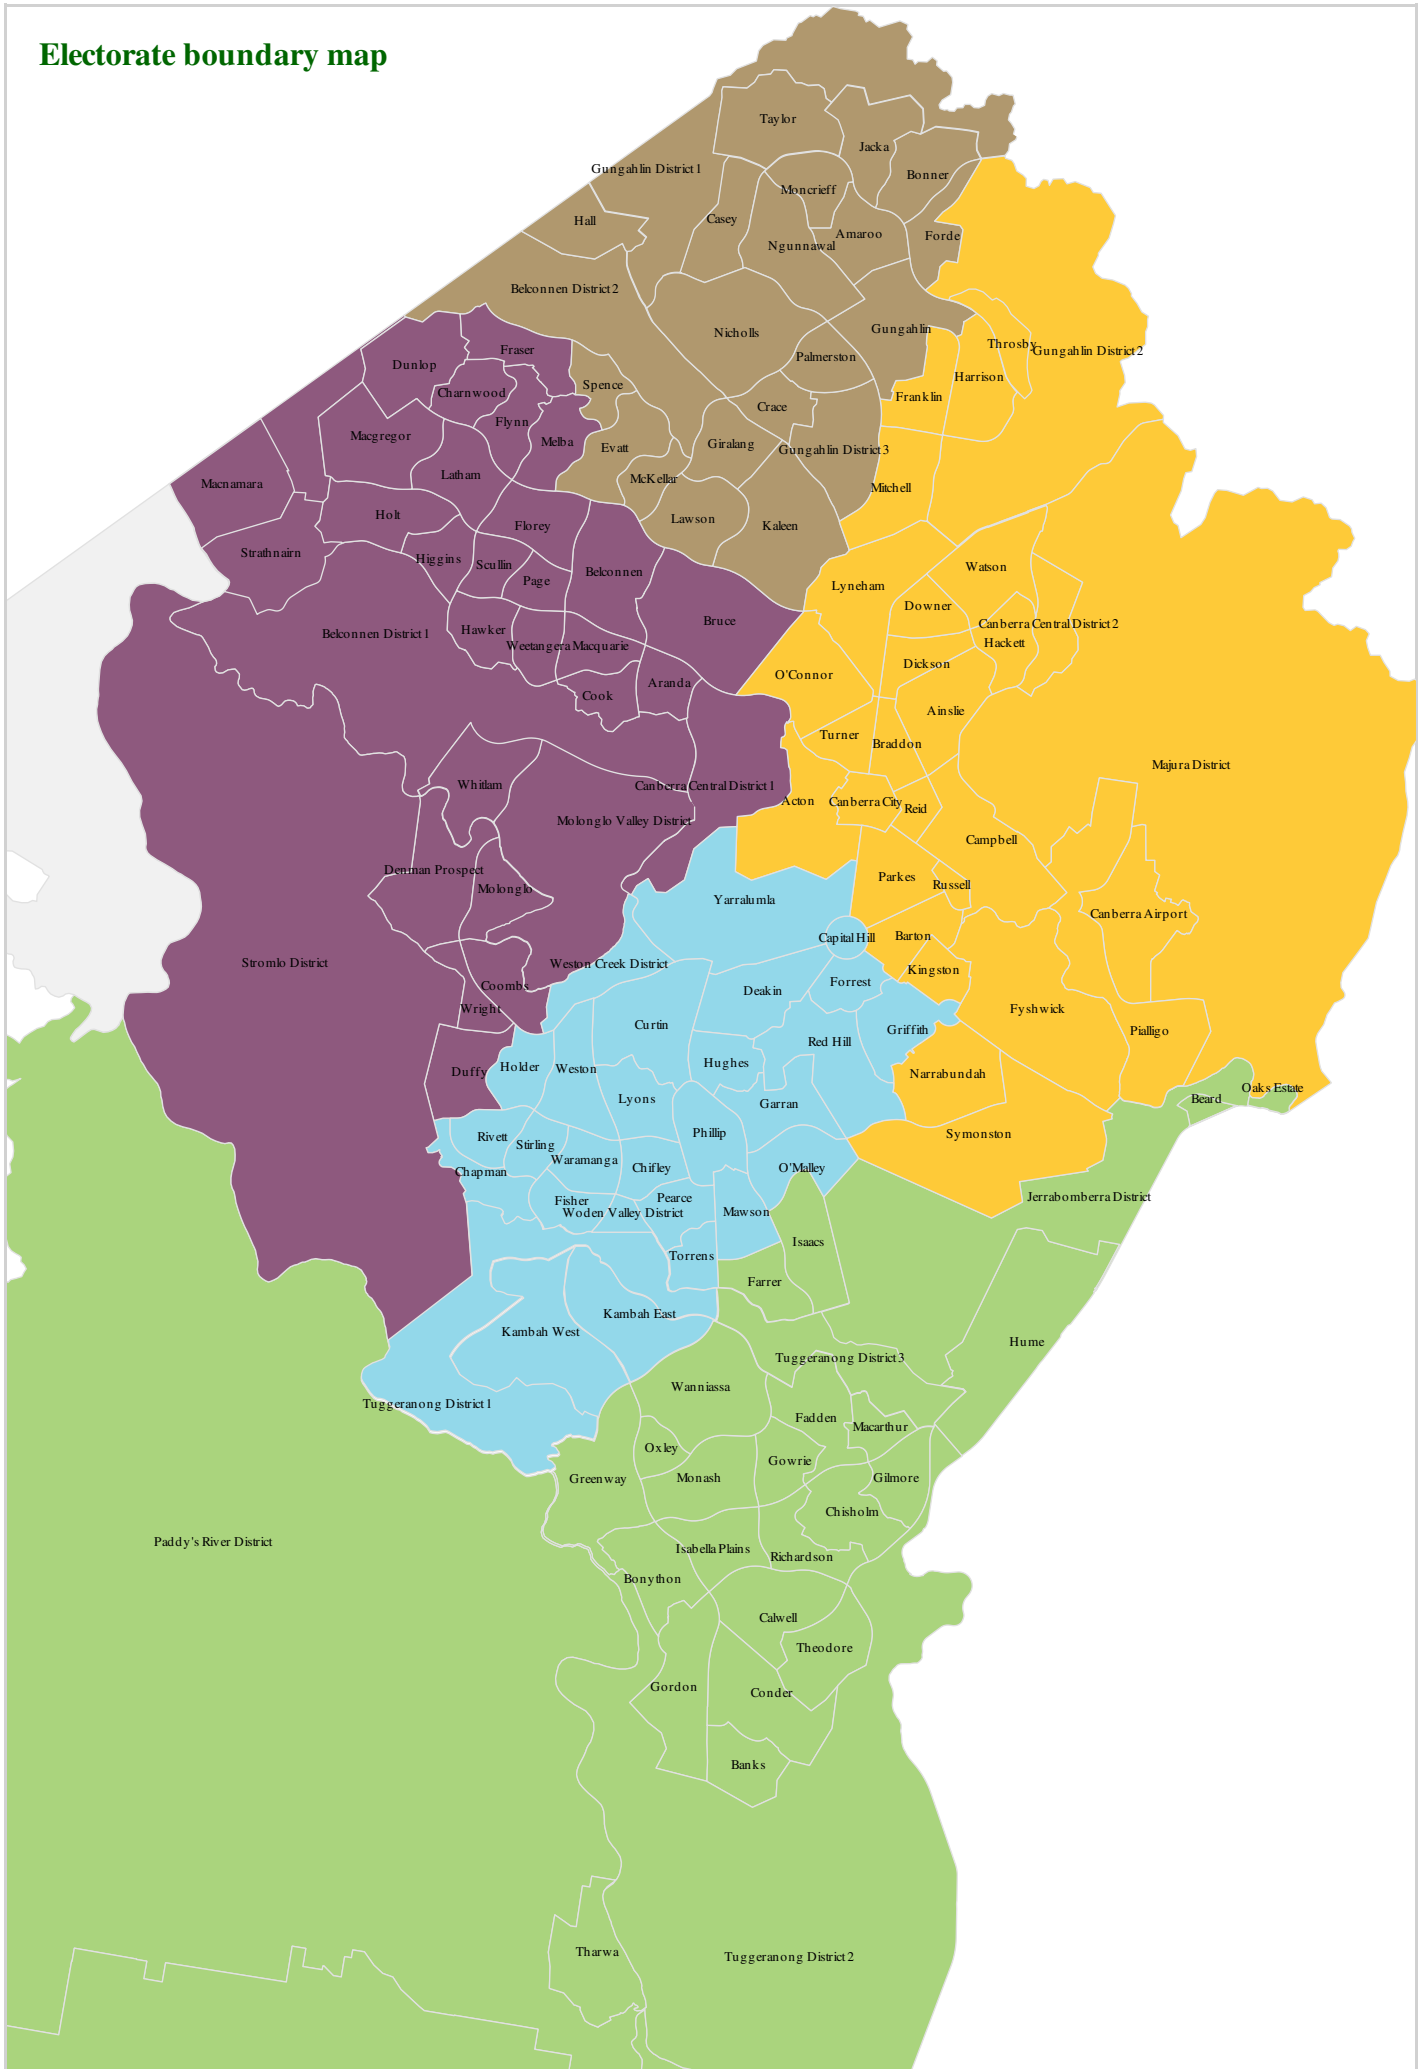 Electorate boundary map
Taylor
Jacka
Gungahlin District 1
Bonner
Moncrieff
Hall
Casey
Ngunnawal
Amaroo
Forde
Belconnen District 2
Nicholls
Gungahlin
Throsby
Gungahlin District 2
Fraser
Palmerston
Dunlop
Harrison
Spence
Charnwood
Franklin
Crace
Flynn
Macgregor
Melba
Evatt
Giralang
Gungahlin District 3
Latham
McKellar
Macnamara
Mitchell
Holt
Lawson
Florey
Kaleen
Strathnairn
Higgins
Scullin
Watson
Belconnen
Page
Lyneham
Downer
Bruce
Canberra Central District 2
Belconnen District 1
Hawker
Hackett
Weetangera
Macquarie
Dickson
O'Connor
Aranda
Cook
Ainslie
Turner
Braddon
Majura District
Whitlam
Canberra Central District 1
Acton
Canberra City
Reid
Molonglo Valley District
Campbell
Denman Prospect
Parkes
Molonglo
Russell
Yarralumla
Canberra Airport
Capital Hill
Barton
Stromlo District
Weston Creek District
Kingston
Coombs
Deakin
Forrest
Wright
Fyshwick
Curtin
Griffith
Pialligo
Red Hill
Hughes
Holder
Weston
Duffy
Narrabundah
Oaks Estate
Lyons
Garran
Beard
Rivett
Phillip
Symonston
Stirling
Waramanga
Chapman
Chifley
O'Malley
Fisher
Pearce
Jerrabomberra District
Woden Valley District
Mawson
Isaacs
Torrens
Farrer
Kambah East
Kambah West
Hume
Tuggeranong District 3
Wanniassa
Tuggeranong District 1
Fadden
Macarthur
Oxley
Gowrie
Greenway
Monash
Gilmore
Chisholm
Paddy's River District
Isabella Plains
Richardson
Bonython
Calwell
Theodore
Gordon
Conder
Banks
Tharwa
Tuggeranong District 2